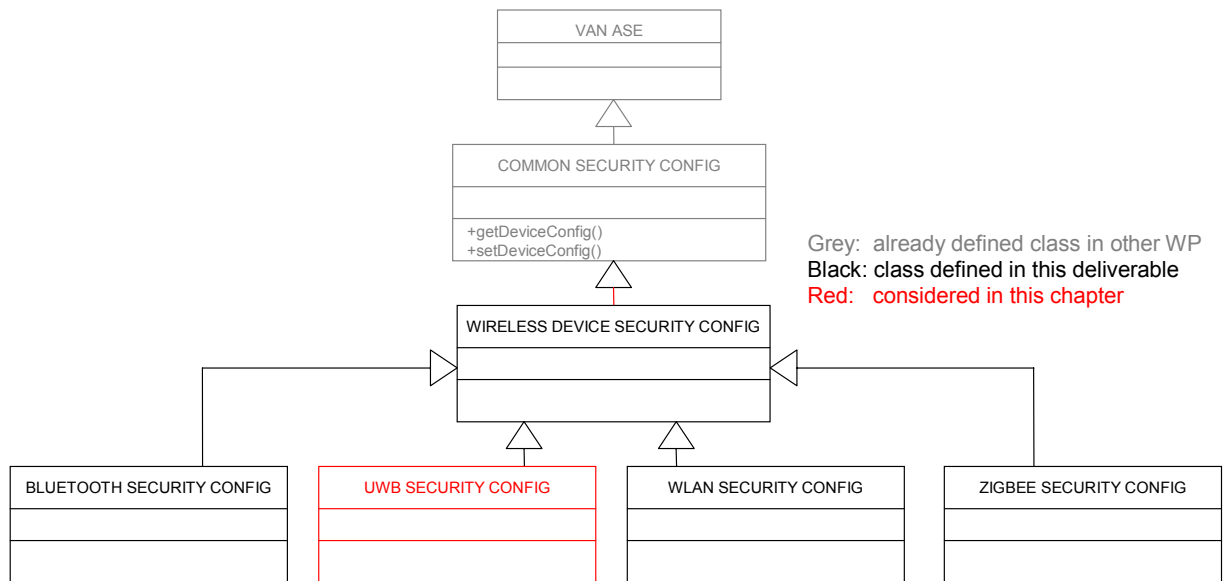 VAN ASE
COMMON SECURITY CONFIG
+getDeviceConfig()
+setDeviceConfig()
Grey: already defined class in other WP
Black: class defined in this deliverable
Red: considered in this chapter
WIRELESS DEVICE SECURITY CONFIG
BLUETOOTH SECURITY CONFIG
UWB SECURITY CONFIG
WLAN SECURITY CONFIG
ZIGBEE SECURITY CONFIG